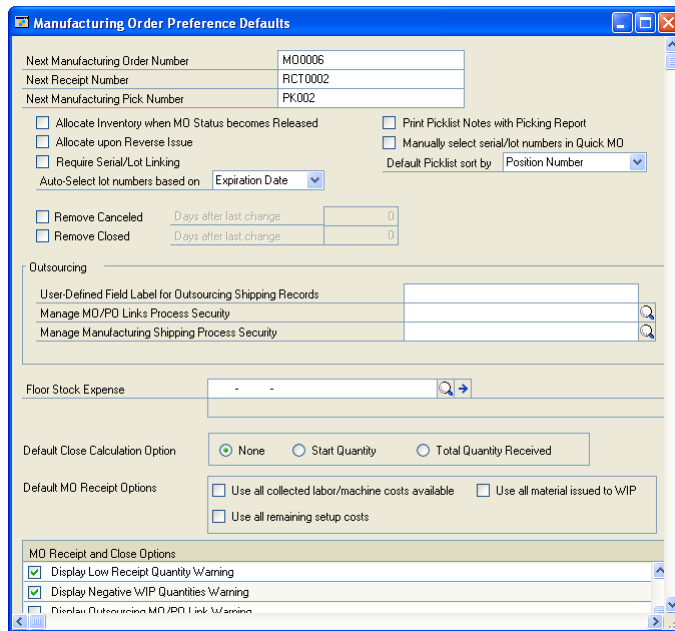 Manufacturing Order Preference Defaults
Next Manufacturing Order Number MO0006
Next Receipt Number RCT0002
Next Manufacturing Pick Number PK002
Allocate Inventory when MO Status becomes Released Print Picklist Notes with Picking Report
Allocate upon Reverse Issue Manually select serial/lot numbers in Quick MO
Require Serial/Lot Linking Default Picklist sort by Position Number
Auto-Select lot numbers based on Expiration Date
Remove Canceled Days after last change 0
Remove Closed Days after last change 0
Outsourcing
User-Defined Field Label for Outsourcing Shipping Records
Manage MO/PO Links Process Security
Manage Manufacturing Shipping Process Security
Floor Stock Expense - -
Default Close Calculation Option None Start Quantity Total Quantity Received
Default MO Receipt Options Use all collected labor/machine costs available Use all material issued to WIP
Use all remaining setup costs
MO Receipt and Close Options
Display Low Receipt Quantity Warning
Display Negative WIP Quantities Warning
Display Outsourcing MO/PO Link Warning